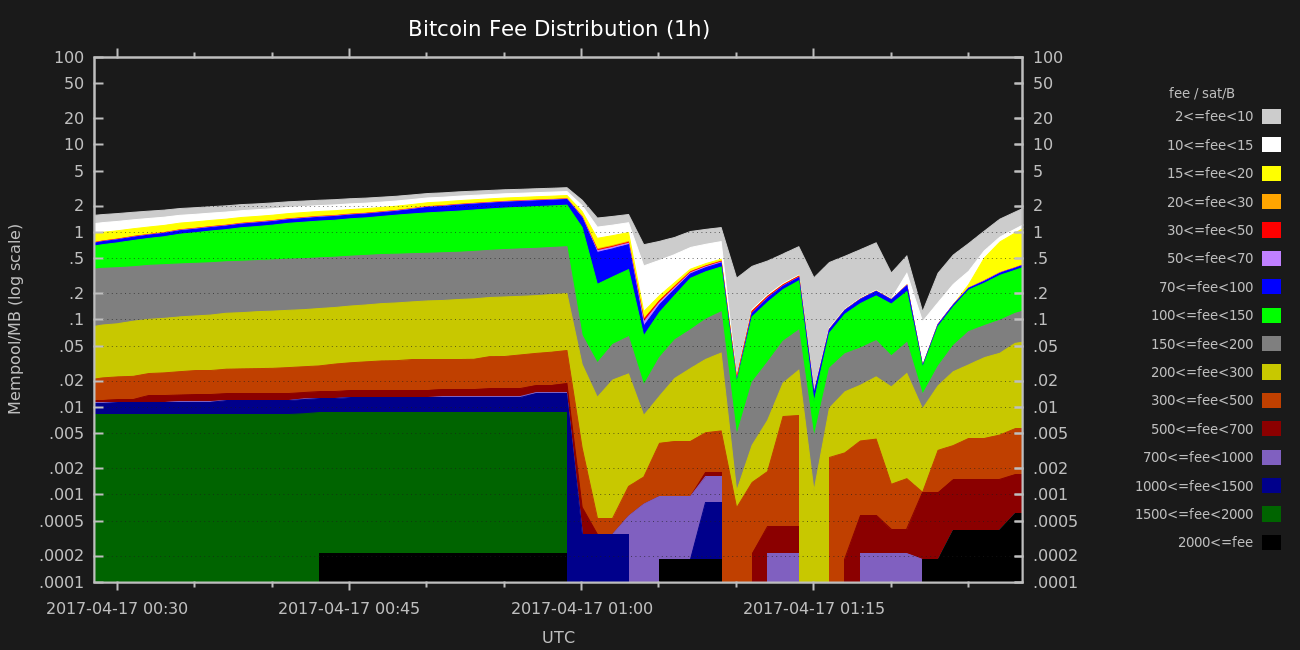 Bitcoin Fee Distribution (1h)
Mempool/MB (log scale)
100
50
20
10
5
2
1
.5
.2
.1
.05
.02
.01
.005
.002
.001
.0005
.0002
.0001
100
50
20
10
5
2
1
.5
.2
.1
.05
.02
.01
.005
.002
.001
.0005
.0002
.0001
2017-04-17 00:30
2017-04-17 00:45
2017-04-17 01:00
2017-04-17 01:15
UTC
fee / sat/B
2<=fee<10
10<=fee<15
15<=fee<20
20<=fee<30
30<=fee<50
50<=fee<70
70<=fee<100
100<=fee<150
150<=fee<200
200<=fee<300
300<=fee<500
500<=fee<700
700<=fee<1000
1000<=fee<1500
1500<=fee<2000
2000<=fee